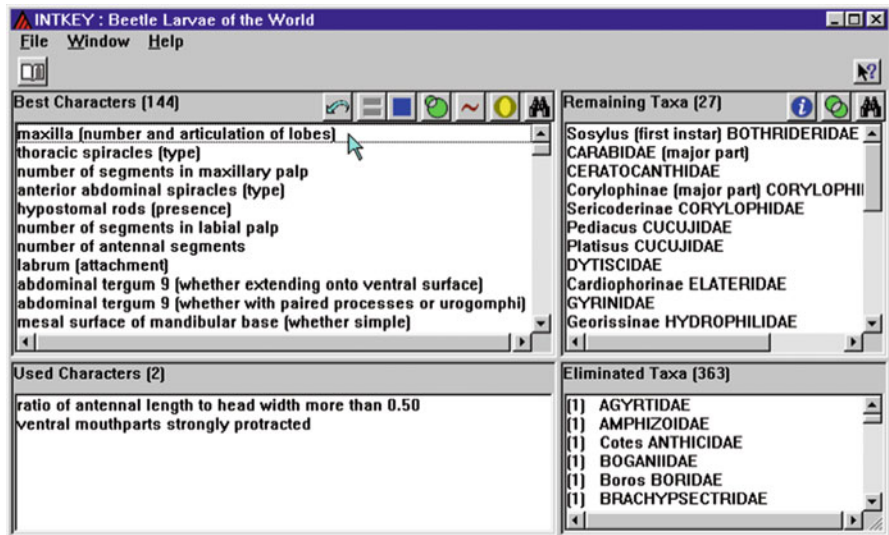 INTKEY : Beetle Larvae of the World
File Window Help
Best Characters (144)
maxilla (number and articulation of lobes)
thoracic spiracles (type)
number of segments in maxillary palp
anterior abdominal spiracles (type)
hypostomal rods (presence)
number of segments in labial palp
number of antennal segments
labrum (attachment)
abdominal tergum 9 (whether extending onto ventral surface)
abdominal tergum 9 (whether with paired processes or urogomphi)
mesal surface of mandibular base (whether simple)
Remaining Taxa (27)
Sosylus (first instar) BOTHRIDERIDAE
CARABIDAE (major part)
CERATOCANTHIDAE
Corylophinae (major part) CORYLOPHI
Sericoderinae CORYLOPHIDAE
Pediacus CUCUJIDAE
Platisus CUCUJIDAE
DYTISCIDAE
Cardiophorinae ELATERIDAE
GYRINIDAE
Georissinae HYDROPHILIDAE
Used Characters (2)
ratio of antennal length to head width more than 0.50
ventral mouthparts strongly protracted
Eliminated Taxa (363)
(1) AGYRTIDAE
(1) AMPHIZOIDAE
(1) Cotes ANTHICIDAE
(1) BOGANIIDAE
(1) Boros BORIDAE
(1) BRACHYPSECTRIDAE